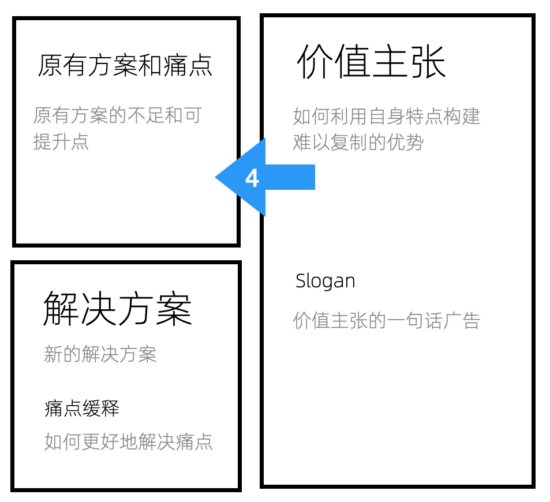 原有方案和痛点
原有方案的不足和可
提升点
4
解决方案
新的解决方案
痛点缓释
如何更好地解决痛点
价值主张
如何利用自身特点构建
难以复制的优势
Slogan
价值主张的一句话广告